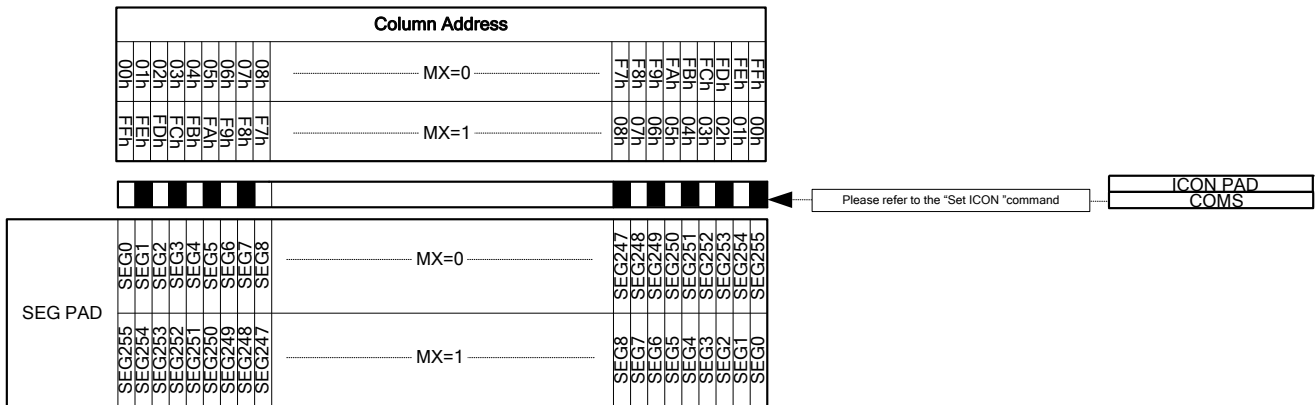 Column Address
00h 01h 02h 03h 04h 05h 06h 07h 08h MX=0 F7h F8h F9h FAh FBh FCh FDh FEh FFh
FFh FEh FDh FCh FBh FAh F9h F8h F7h MX=1 08h 07h 06h 05h 04h 03h 02h 01h 00h
Please refer to the "Set ICON "command
ICON PAD
COMS
SEG PAD
SEG0 SEG1 SEG2 SEG3 SEG4 SEG5 SEG6 SEG7 SEG8 MX=0 SEG247 SEG248 SEG249 SEG250 SEG251 SEG252 SEG253 SEG254 SEG255
SEG255 SEG254 SEG253 SEG252 SEG251 SEG250 SEG249 SEG248 SEG247 MX=1 SEG8 SEG7 SEG6 SEG5 SEG4 SEG3 SEG2 SEG1 SEG0